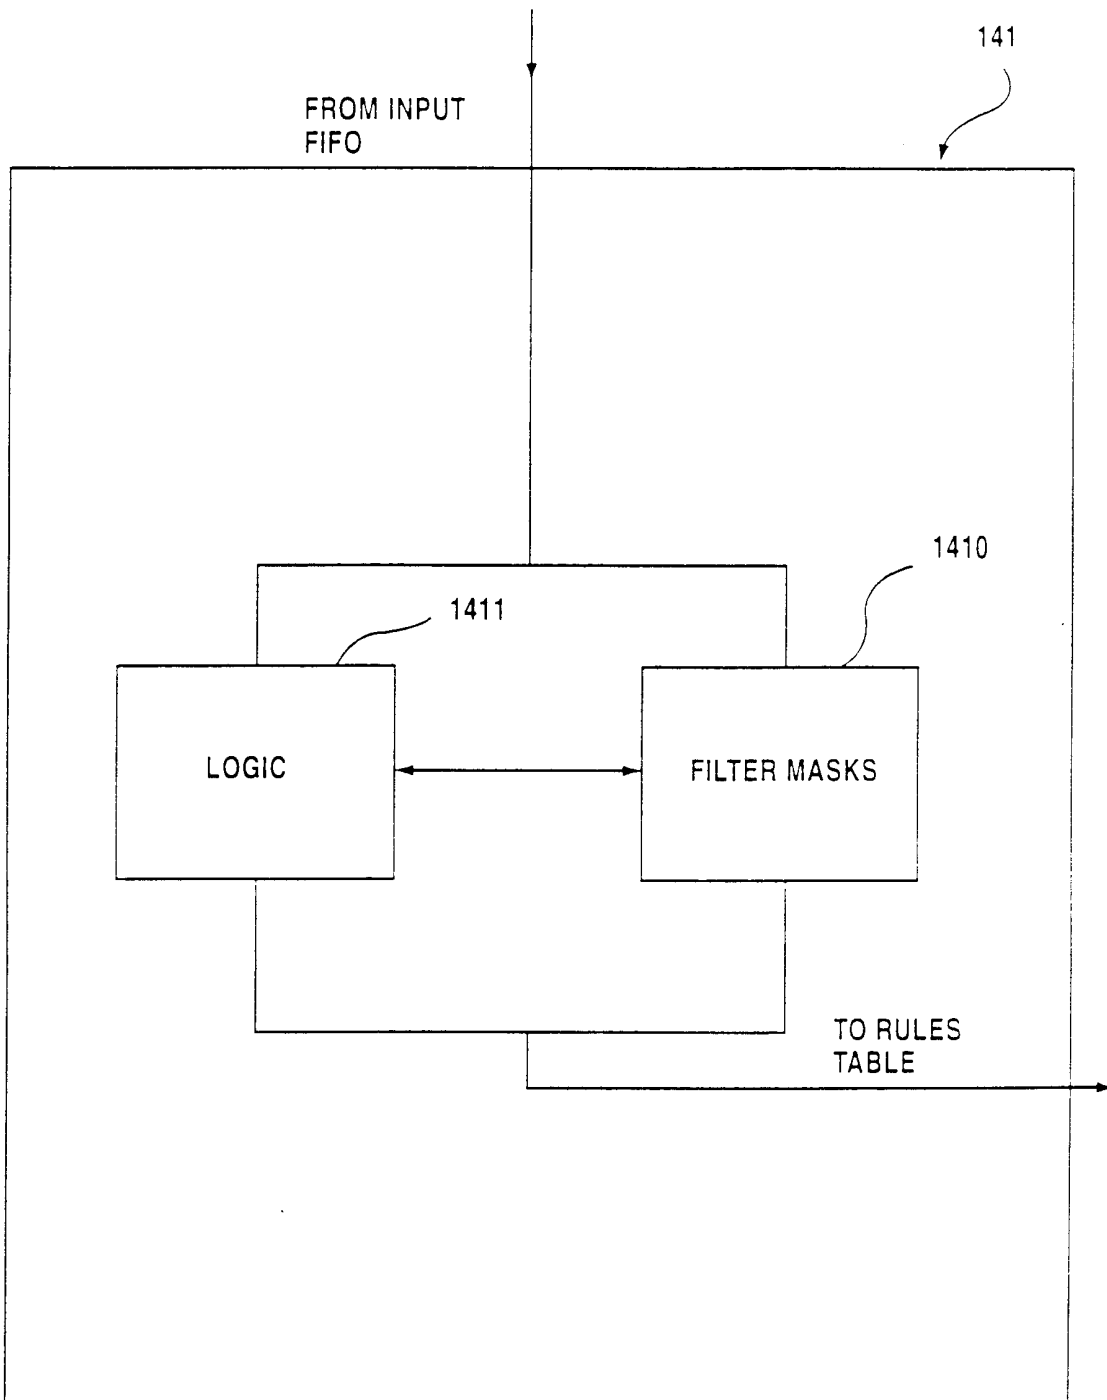 141
FROM INPUT
FIFO
1410
1411
LOGIC
FILTER MASKS
TO RULES
TABLE